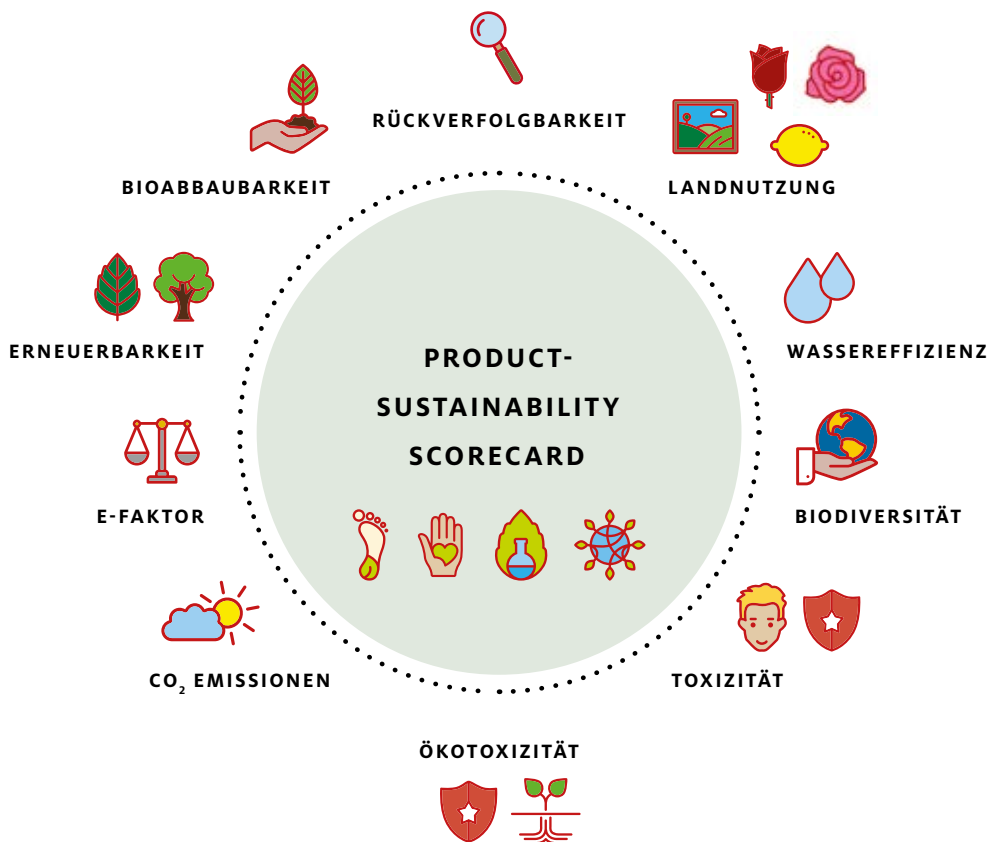 RÜCKVERFOLGBARKEIT
BIOABBAUBARKEIT
LANDNUTZUNG
ERNEUERBARKEIT
WASSEREFFIZIENZ
PRODUCT-
SUSTAINABILITY
SCORECARD
E-FAKTOR
BIODIVERSITÄT
CO₂ EMISSIONEN
TOXIZITÄT
ÖKOTOXIZITÄT